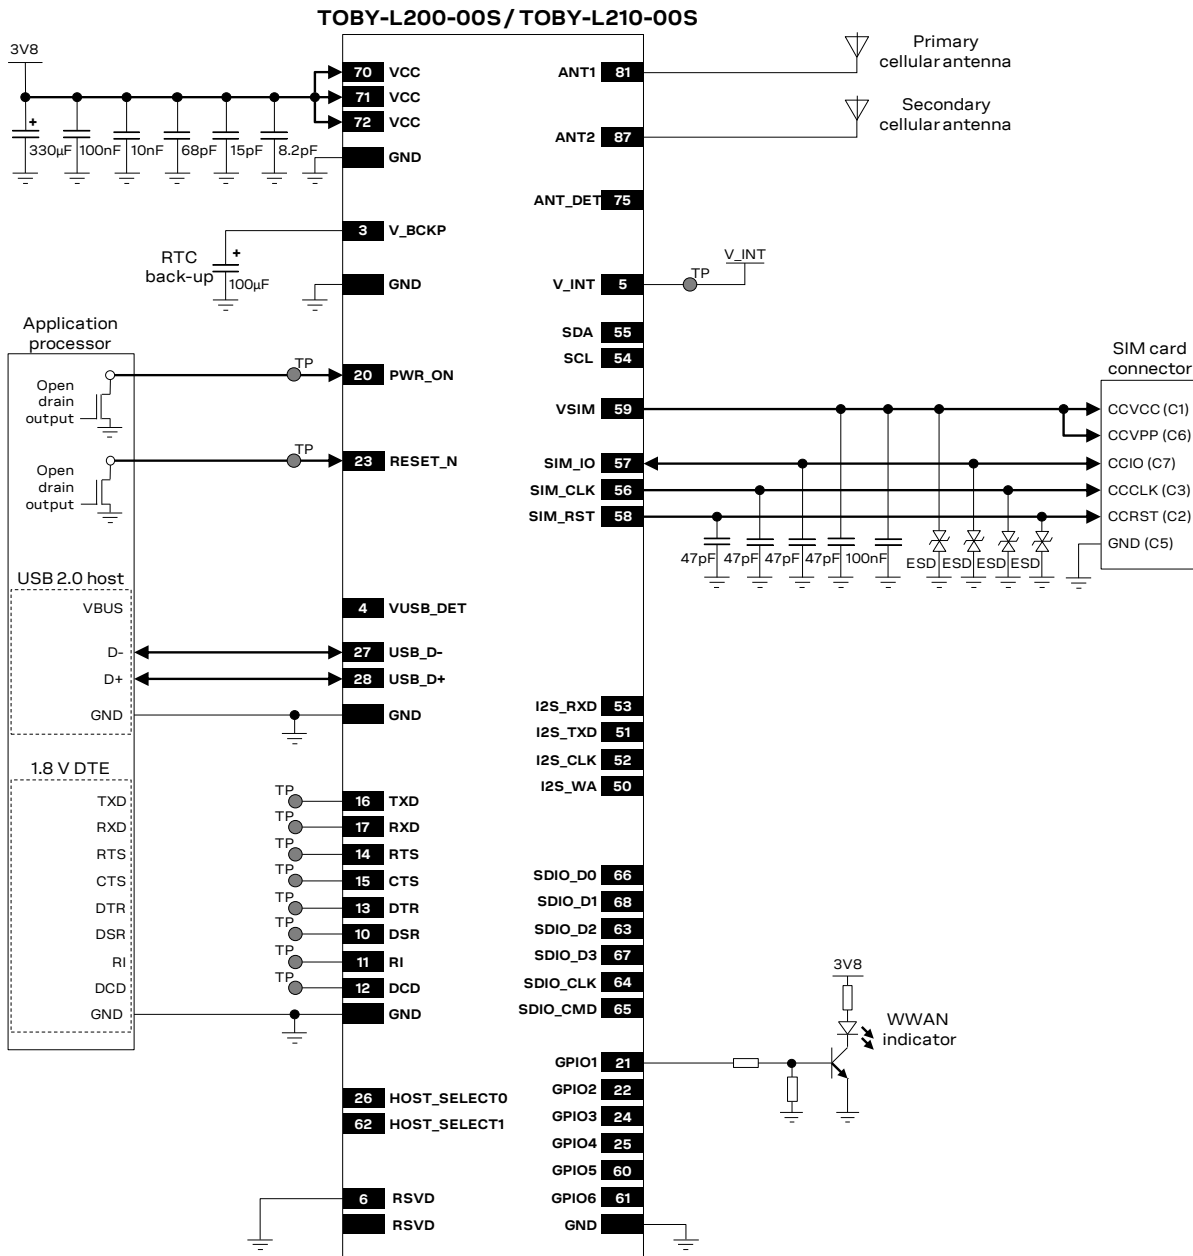 TOBY-L200-00S / TOBY-L210-00S
3V8
330µF 100nF 10nF 68pF 15pF 8.2pF
+
70 VCC
71 VCC
72 VCC
GND
3 V_BCKP
RTC
back-up
+
100µF
GND
Application
processor
Open
drain
output
TP
20 PWR_ON
Open
drain
output
TP
23 RESET_N
USB 2.0 host
VBUS
4 VUSB_DET
D-
27 USB_D-
D+
28 USB_D+
GND
GND
1.8 V DTE
TXD
TP
16 TXD
RXD
TP
17 RXD
RTS
TP
14 RTS
CTS
TP
15 CTS
DTR
TP
13 DTR
DSR
TP
10 DSR
RI
TP
11 RI
DCD
TP
12 DCD
GND
GND
26 HOST_SELECT0
62 HOST_SELECT1
6 RSVD
RSVD
ANT1 81
Primary
cellular antenna
ANT2 87
Secondary
cellular antenna
ANT_DET 75
V_INT 5
TP
V_INT
SDA 55
SCL 54
VSIM 59
SIM_IO 57
SIM_CLK 56
SIM_RST 58
47pF 47pF 47pF 47pF 100nF
ESD ESD ESD ESD
SIM card
connector
CCVCC (C1)
CCVPP (C6)
CCIO (C7)
CCCLK (C3)
CCRST (C2)
GND (C5)
I2S_RXD 53
I2S_TXD 51
I2S_CLK 52
I2S_WA 50
SDIO_D0 66
SDIO_D1 68
SDIO_D2 63
SDIO_D3 67
SDIO_CLK 64
SDIO_CMD 65
GPIO1 21
GPIO2 22
GPIO3 24
GPIO4 25
GPIO5 60
GPIO6 61
GND
3V8
WWAN
indicator